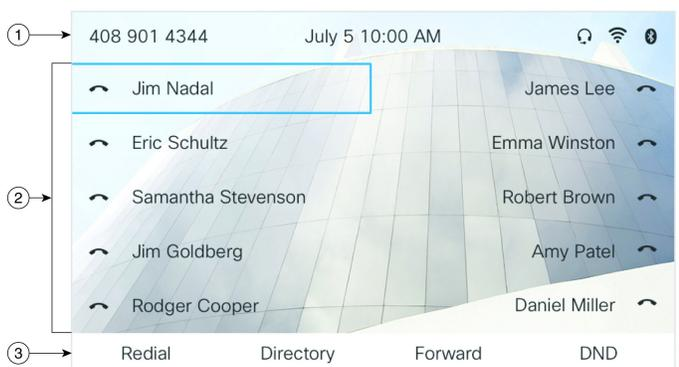 1
408 901 4344 July 5 10:00 AM
2
Jim Nadal James Lee
Eric Schultz Emma Winston
Samantha Stevenson Robert Brown
Jim Goldberg Amy Patel
Rodger Cooper Daniel Miller
3
Redial Directory Forward DND